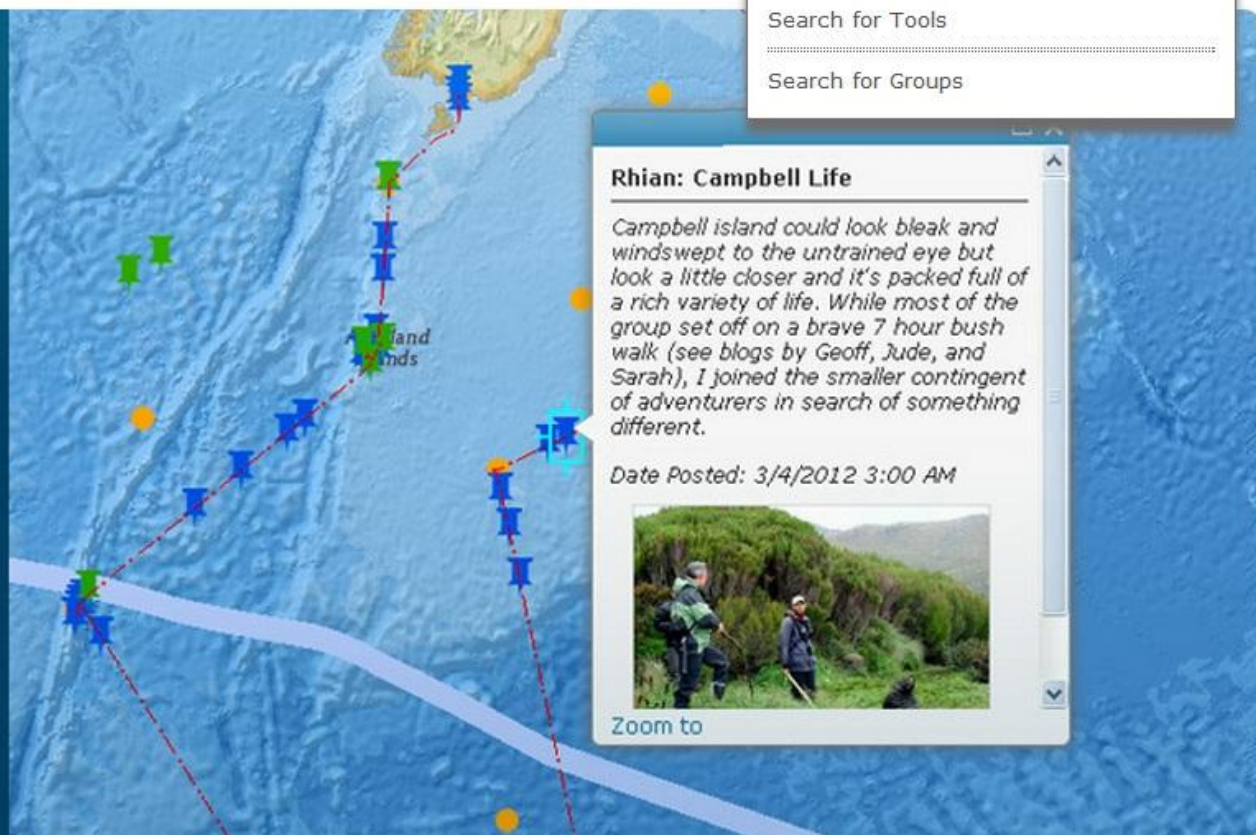 Search for Tools
Search for Groups
Rhian: Campbell Life
Campbell island could look bleak and
windswept to the untrained eye but
look a little closer and it's packed full of
a rich variety of life. While most of the
group set off on a brave 7 hour bush
walk (see blogs by Geoff, Jude, and
Sarah), I joined the smaller contingent
of adventurers in search of something
different.
Date Posted: 3/4/2012 3:00 AM
Zoom to